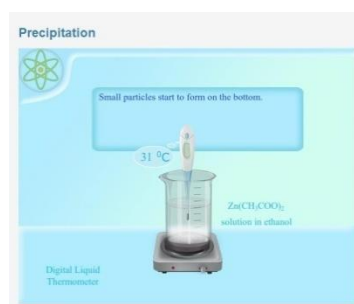 Precipitation
Small particles start to form on the bottom.
31 ⁰C
Zn(CH₃COO)₂
solution in ethanol
Digital Liquid
Thermometer